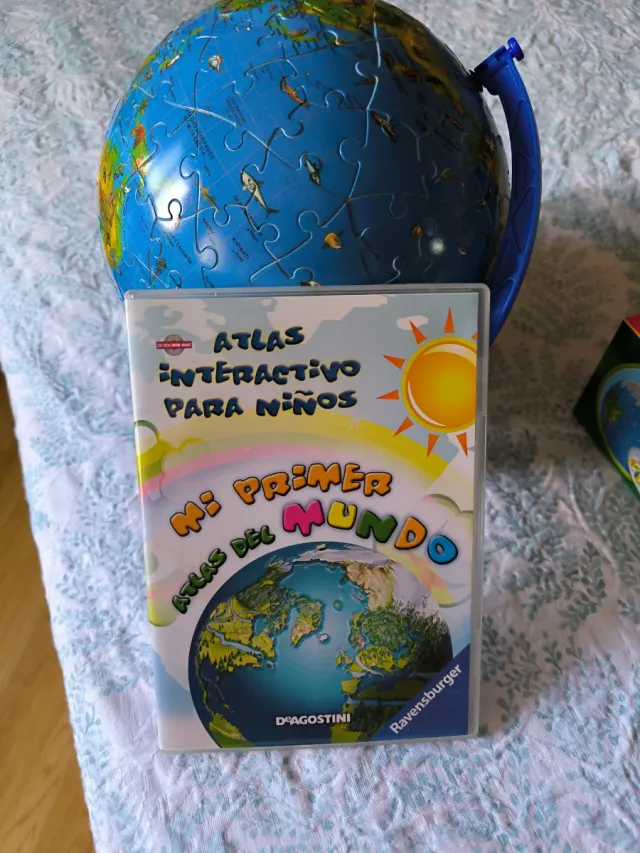 ATLAS
INTERACTIVO
PARA NIÑOS
MI PRIMER
ATLAS DEL MUNDO
DeAGOSTINI
Ravensburger